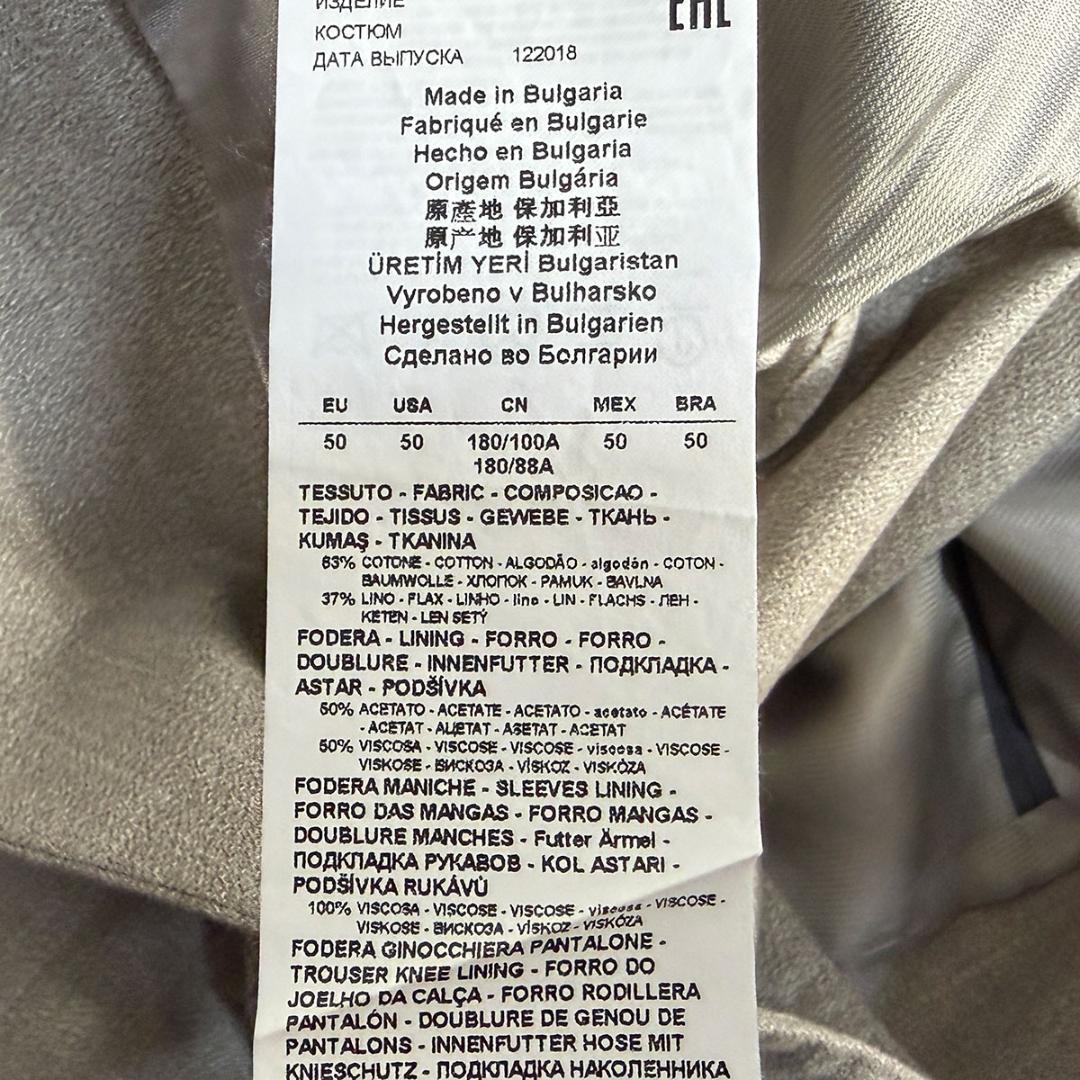 ИЗДЕЛИЕ
EAC
КОСТЮМ
ДАТА ВЫПУСКА 122018
Made in Bulgaria
Fabriqué en Bulgarie
Hecho en Bulgaria
Origem Bulgária
原產地 保加利亞
原产地 保加利亚
ÜRETİM YERİ Bulgaristan
Vyrobeno v Bulharsko
Hergestellt in Bulgarien
Сделано во Болгарии
EU USA CN MEX BRA
50 50 180/100A 50 50
180/88A
TESSUTO - FABRIC - COMPOSICAO -
TEJIDO - TISSUS - GEWEBE - ТКАНЬ -
KUMAŞ - TKANINA
63% COTONE - COTTON - ALGODÃO - algodón - COTON -
BAUMWOLLE - ХЛОПОК - PAMUK - BAVLNA
37% LINO - FLAX - LINHO - lino - LIN - FLACHS - ЛЕН -
KETEN - LEN SETÝ
FODERA - LINING - FORRO - FORRO -
DOUBLURE - INNENFUTTER - ПОДКЛАДКА -
ASTAR - PODŠÍVKA
50% ACETATO - ACETATE - ACETATO - acetato - ACÉTATE
- ACETAT - АЦЕТАТ - ASETAT - ACETAT
50% VISCOSA - VISCOSE - VISCOSE - viscosa - VISCOSE -
VISKOSE - ВИСКОЗА - VİSKOZ - VISKÓZA
FODERA MANICHE - SLEEVES LINING -
FORRO DAS MANGAS - FORRO MANGAS -
DOUBLURE MANCHES - Futter Ärmel -
ПОДКЛАДКА РУКАВОВ - KOL ASTARI -
PODŠÍVKA RUKÁVŮ
100% VISCOSA - VISCOSE - VISCOSE - viscosa - VISCOSE -
VISKOSE - ВИСКОЗА - VİSKOZ - VISKÓZA
FODERA GINOCCHIERA PANTALONE -
TROUSER KNEE LINING - FORRO DO
JOELHO DA CALÇA - FORRO RODILLERA
PANTALÓN - DOUBLURE DE GENOU DE
PANTALONS - INNENFUTTER HOSE MIT
KNIESCHUTZ - ПОДКЛАДКА НАКОЛЕННИКА